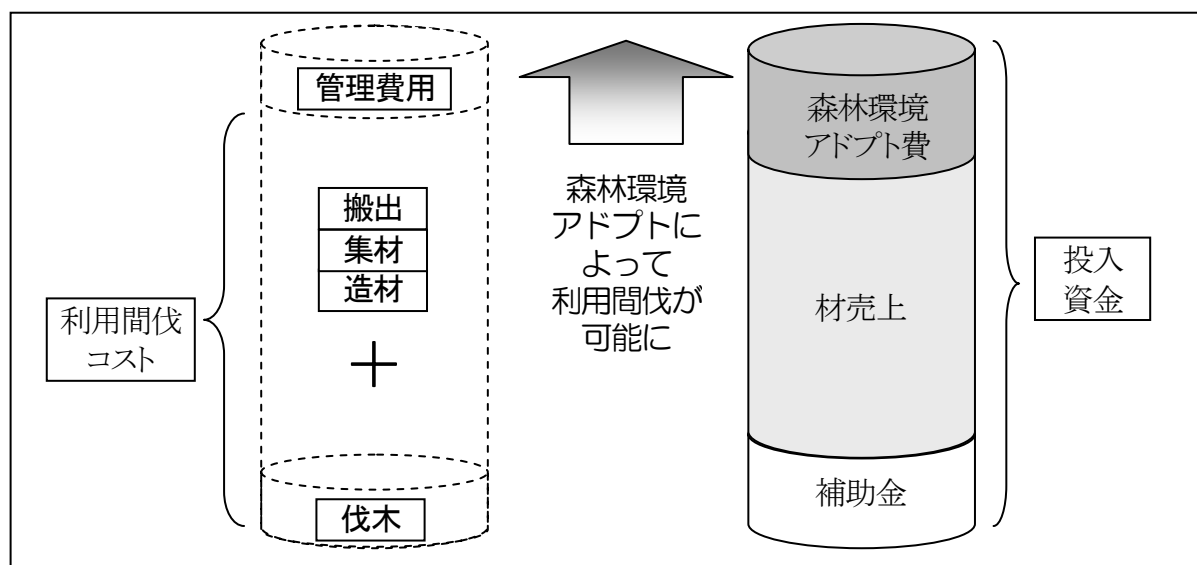 管理費用
搬出
集材
造材
+
伐木
利用間伐
コスト
森林環境
アドプトに
よって
利用間伐が
可能に
森林環境
アドプト費
材売上
補助金
投入
資金